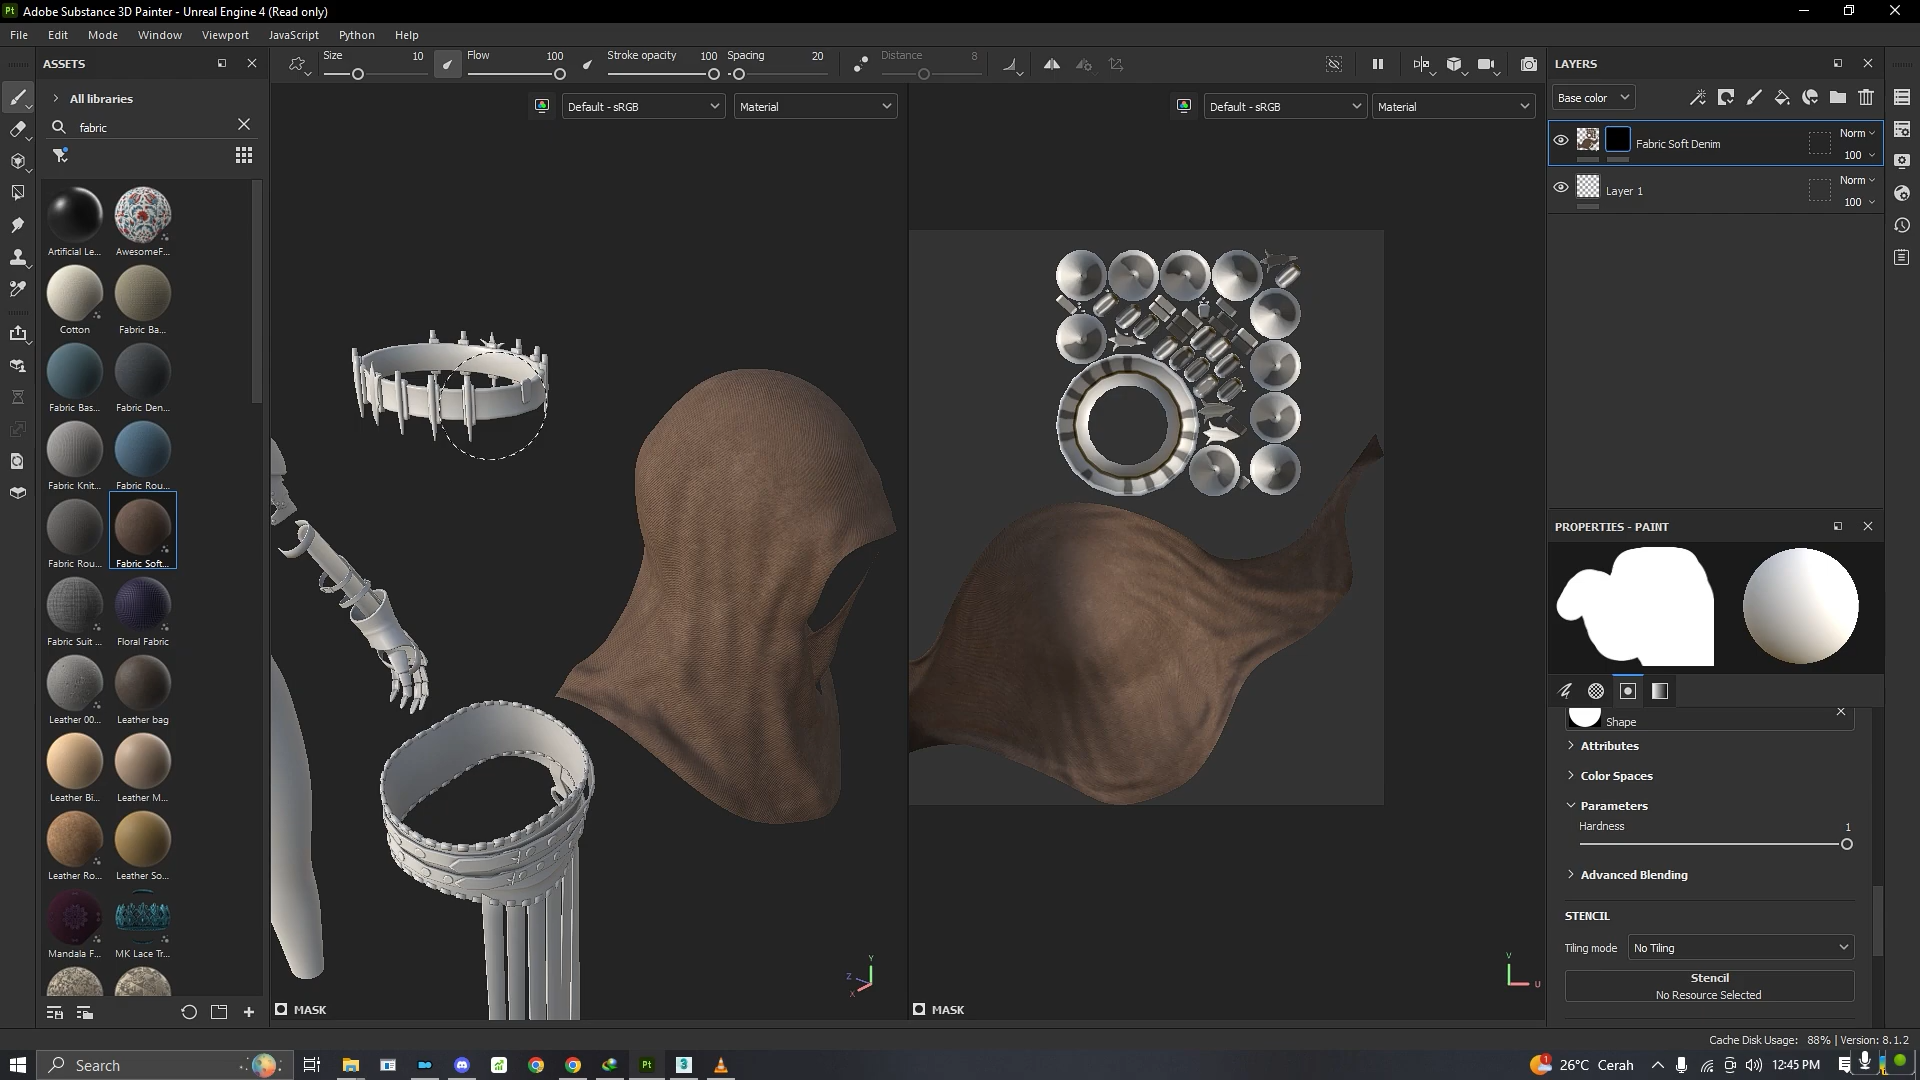 Pt Adobe Substance 3D Painter - Unreal Engine 4 (Read only)
File Edit Mode Window Viewport JavaScript Python Help
ASSETS
All libraries
fabric
Artificial Le...
AwesomeF...
Cotton
Fabric Ba...
Fabric Bas...
Fabric Den...
Fabric Knit...
Fabric Rou...
Fabric Rou...
Fabric Soft...
Fabric Suit ...
Floral Fabric
Leather 00...
Leather bag
Leather Bi...
Leather M...
Leather Ro...
Leather So...
Mandala F...
MK Lace Tr...
Size 10
Flow 100
Stroke opacity 100
Spacing 20
Distance 8
Default - sRGB
Material
Default - sRGB
Material
Y
Z
X
MASK
V
U
MASK
LAYERS
Base color
Fabric Soft Denim
Norm
100
Layer 1
Norm
100
PROPERTIES - PAINT
Shape
Attributes
Color Spaces
Parameters
Hardness 1
Advanced Blending
STENCIL
Tiling mode No Tiling
Stencil
No Resource Selected
Cache Disk Usage: 88% | Version: 8.1.2
Search
Pt
3
1
26°C Cerah
12:45 PM